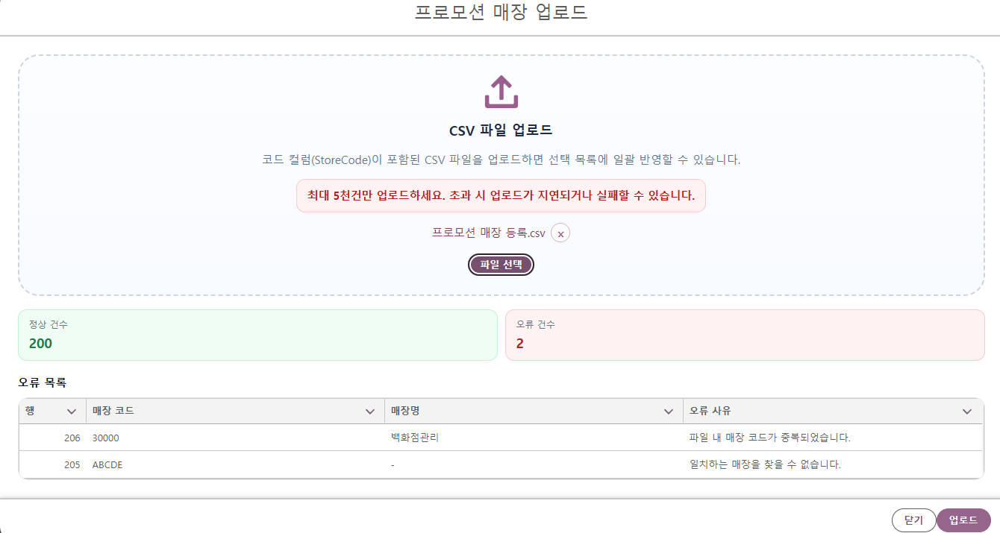 프로모션 매장 업로드
CSV 파일 업로드
코드 컬럼(StoreCode)이 포함된 CSV 파일을 업로드하면 선택 목록에 일괄 반영할 수 있습니다.
최대 5천건만 업로드하세요. 초과 시 업로드가 지연되거나 실패할 수 있습니다.
프로모션 매장 등록.csv x
파일 선택
정상 건수 오류 건수
200 2
오류 목록
행 매장 코드 매장명 오류 사유
206 30000 백화점관리 파일 내 매장 코드가 중복되었습니다.
205 ABCDE - 일치하는 매장을 찾을 수 없습니다.
닫기 업로드